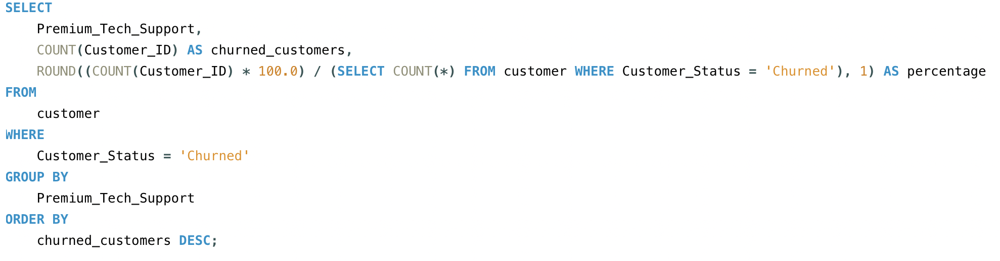 SELECT
    Premium_Tech_Support,
    COUNT(Customer_ID) AS churned_customers,
    ROUND((COUNT(Customer_ID) * 100.0) / (SELECT COUNT(*) FROM customer WHERE Customer_Status = 'Churned'), 1) AS percentage
FROM
    customer
WHERE
    Customer_Status = 'Churned'
GROUP BY
    Premium_Tech_Support
ORDER BY
    churned_customers DESC;